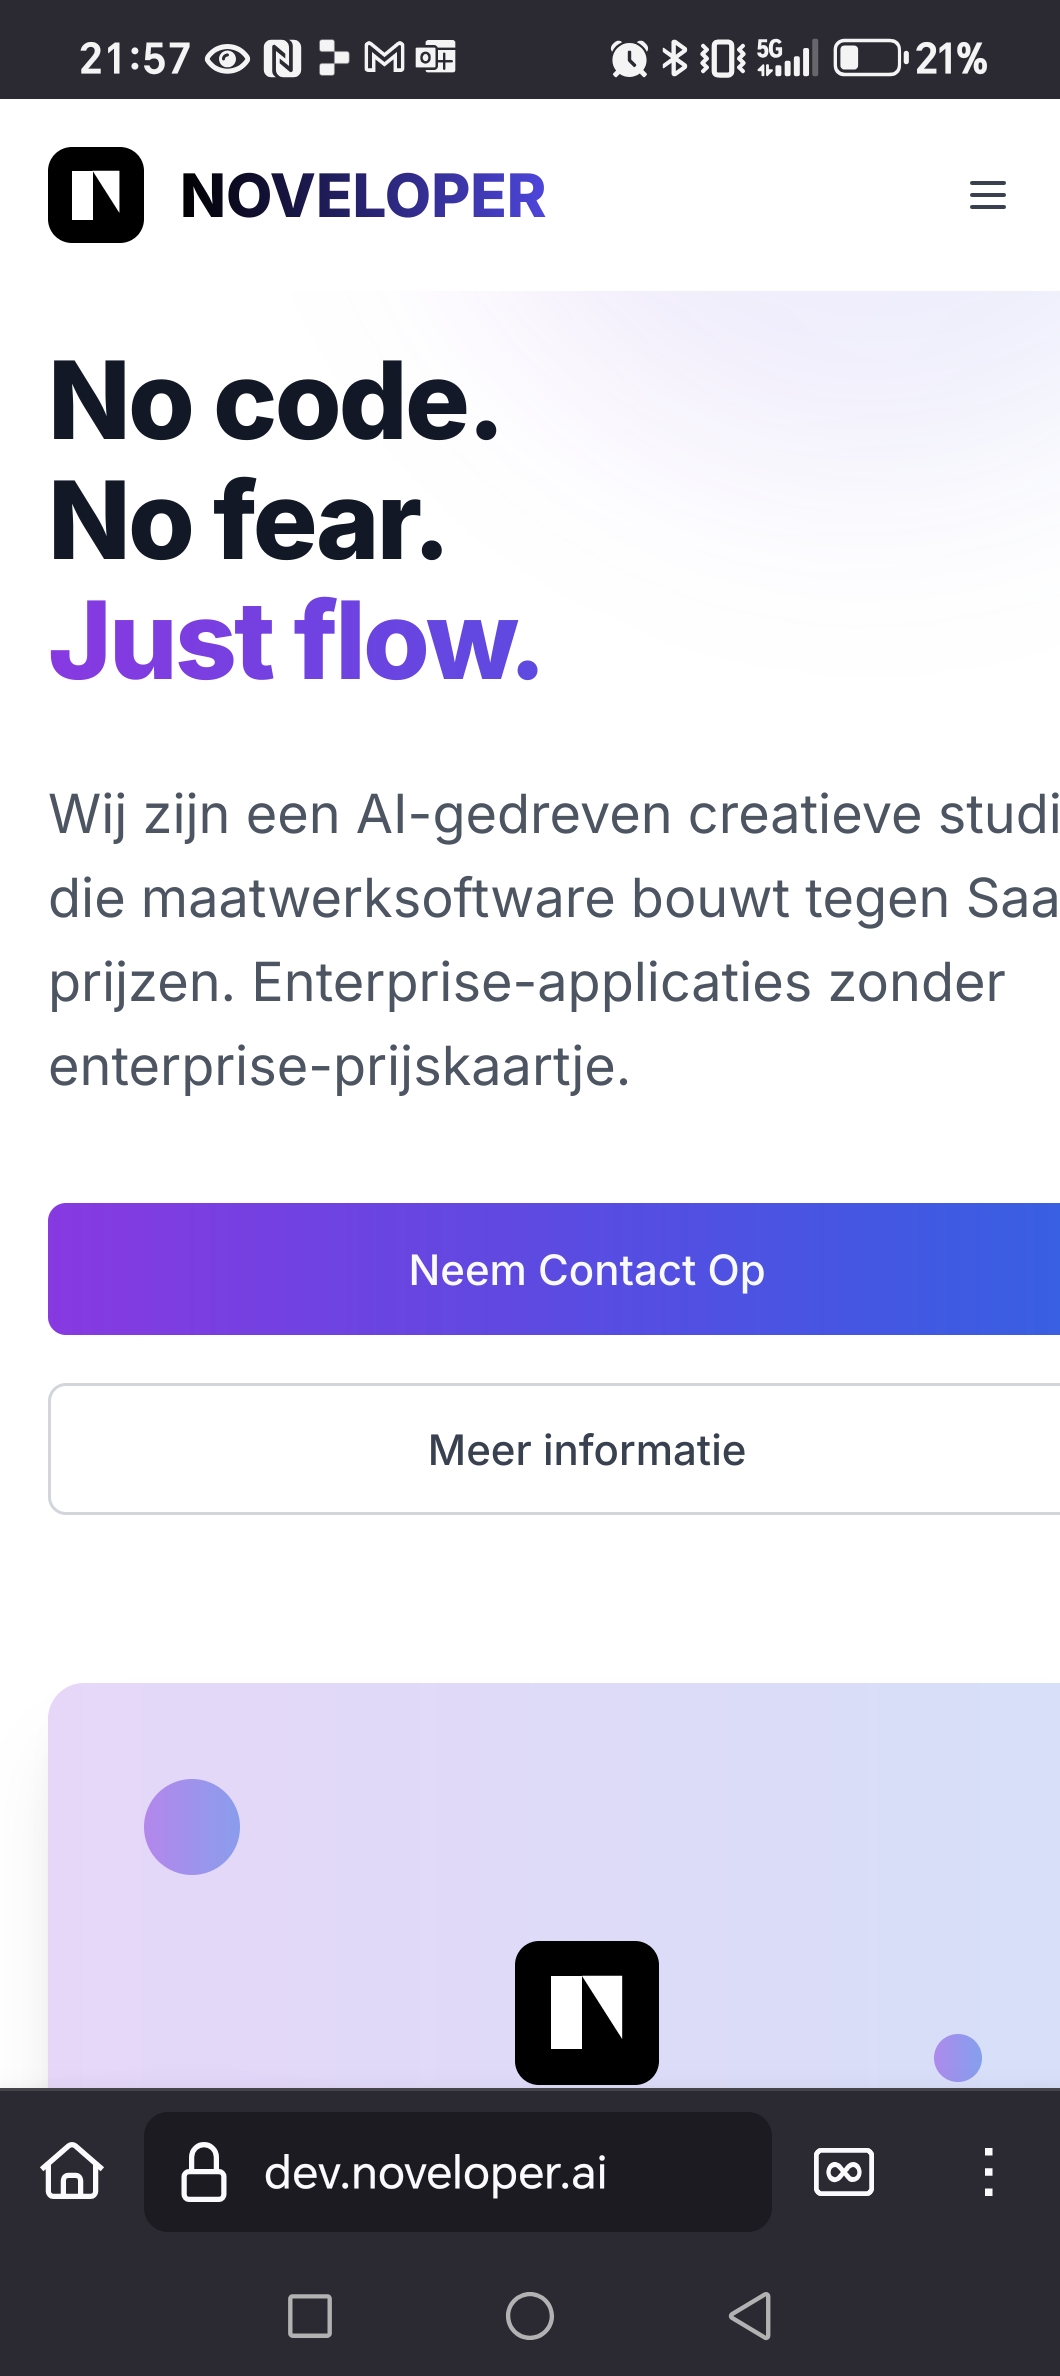 21:57
5G
21%
NOVELOPER
No code.
No fear.
Just flow.
Wij zijn een AI-gedreven creatieve studi
die maatwerksoftware bouwt tegen Saa
prijzen. Enterprise-applicaties zonder
enterprise-prijskaartje.
Neem Contact Op
Meer informatie
dev.noveloper.ai